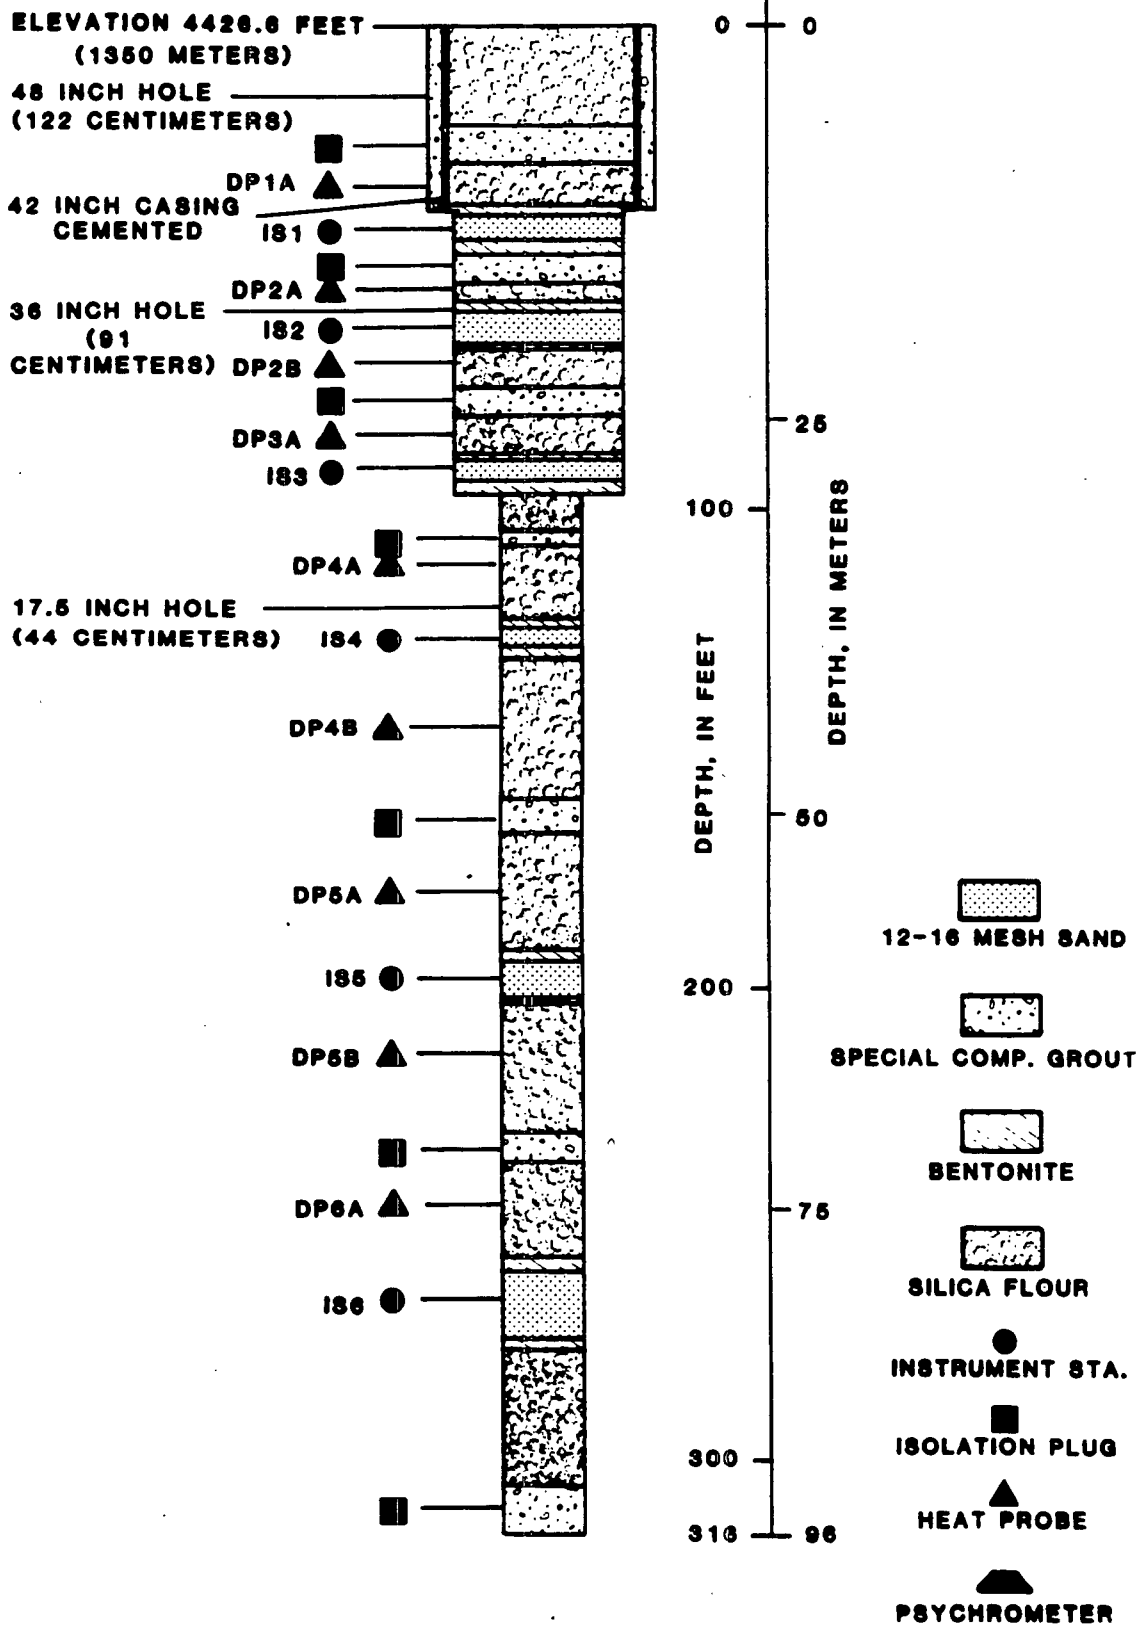 ELEVATION 4426.6 FEET
(1350 METERS)
48 INCH HOLE
(122 CENTIMETERS)
DP1A
42 INCH CASING
CEMENTED
IS1
DP2A
36 INCH HOLE
(91
CENTIMETERS)
IS2
DP2B
DP3A
IS3
DP4A
17.5 INCH HOLE
(44 CENTIMETERS)
IS4
DP4B
DP5A
IS5
DP5B
DP6A
IS6
0
0
25
100
50
200
75
300
316
96
DEPTH, IN FEET
DEPTH, IN METERS
12-16 MESH SAND
SPECIAL COMP. GROUT
BENTONITE
SILICA FLOUR
INSTRUMENT STA.
ISOLATION PLUG
HEAT PROBE
PSYCHROMETER